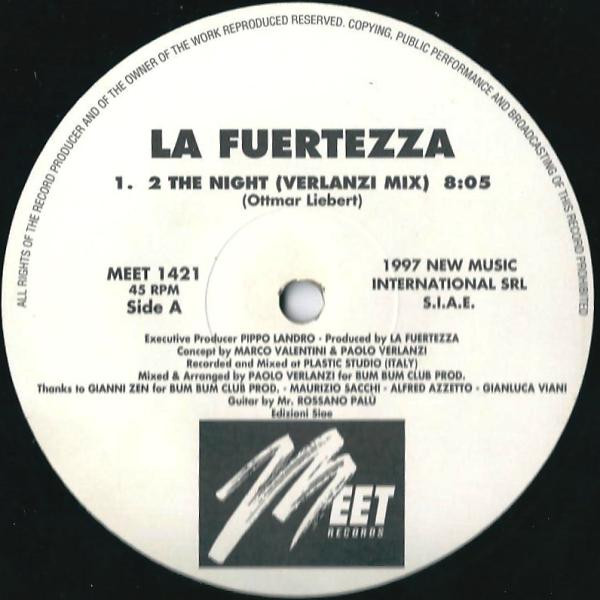 ALL RIGHTS OF THE RECORD PRODUCER AND OF THE OWNER OF THE WORK REPRODUCED RESERVED. COPYING, PUBLIC PERFORMANCE AND BROADCASTING OF THIS RECORD PROHIBITED
LA FUERTEZZA
1. 2 THE NIGHT (VERLANZI MIX) 8:05
(Ottmar Liebert)
MEET 1421
45 RPM
Side A
1997 NEW MUSIC
INTERNATIONAL SRL
S.I.A.E.
Executive Producer PIPPO LANDRO - Produced by LA FUERTEZZA
Concept by MARCO VALENTINI & PAOLO VERLANZI
Recorded and Mixed at PLASTIC STUDIO (ITALY)
Mixed & Arranged by PAOLO VERLANZI for BUM BUM CLUB PROD.
Thanks to GIANNI ZEN for BUM BUM CLUB PROD. - MAURIZIO SACCHI - ALFRED AZZETTO - GIANLUCA VIANI
Guitar by Mr. ROSSANO PALÙ
Edizioni Siae
MEET
RECORDS